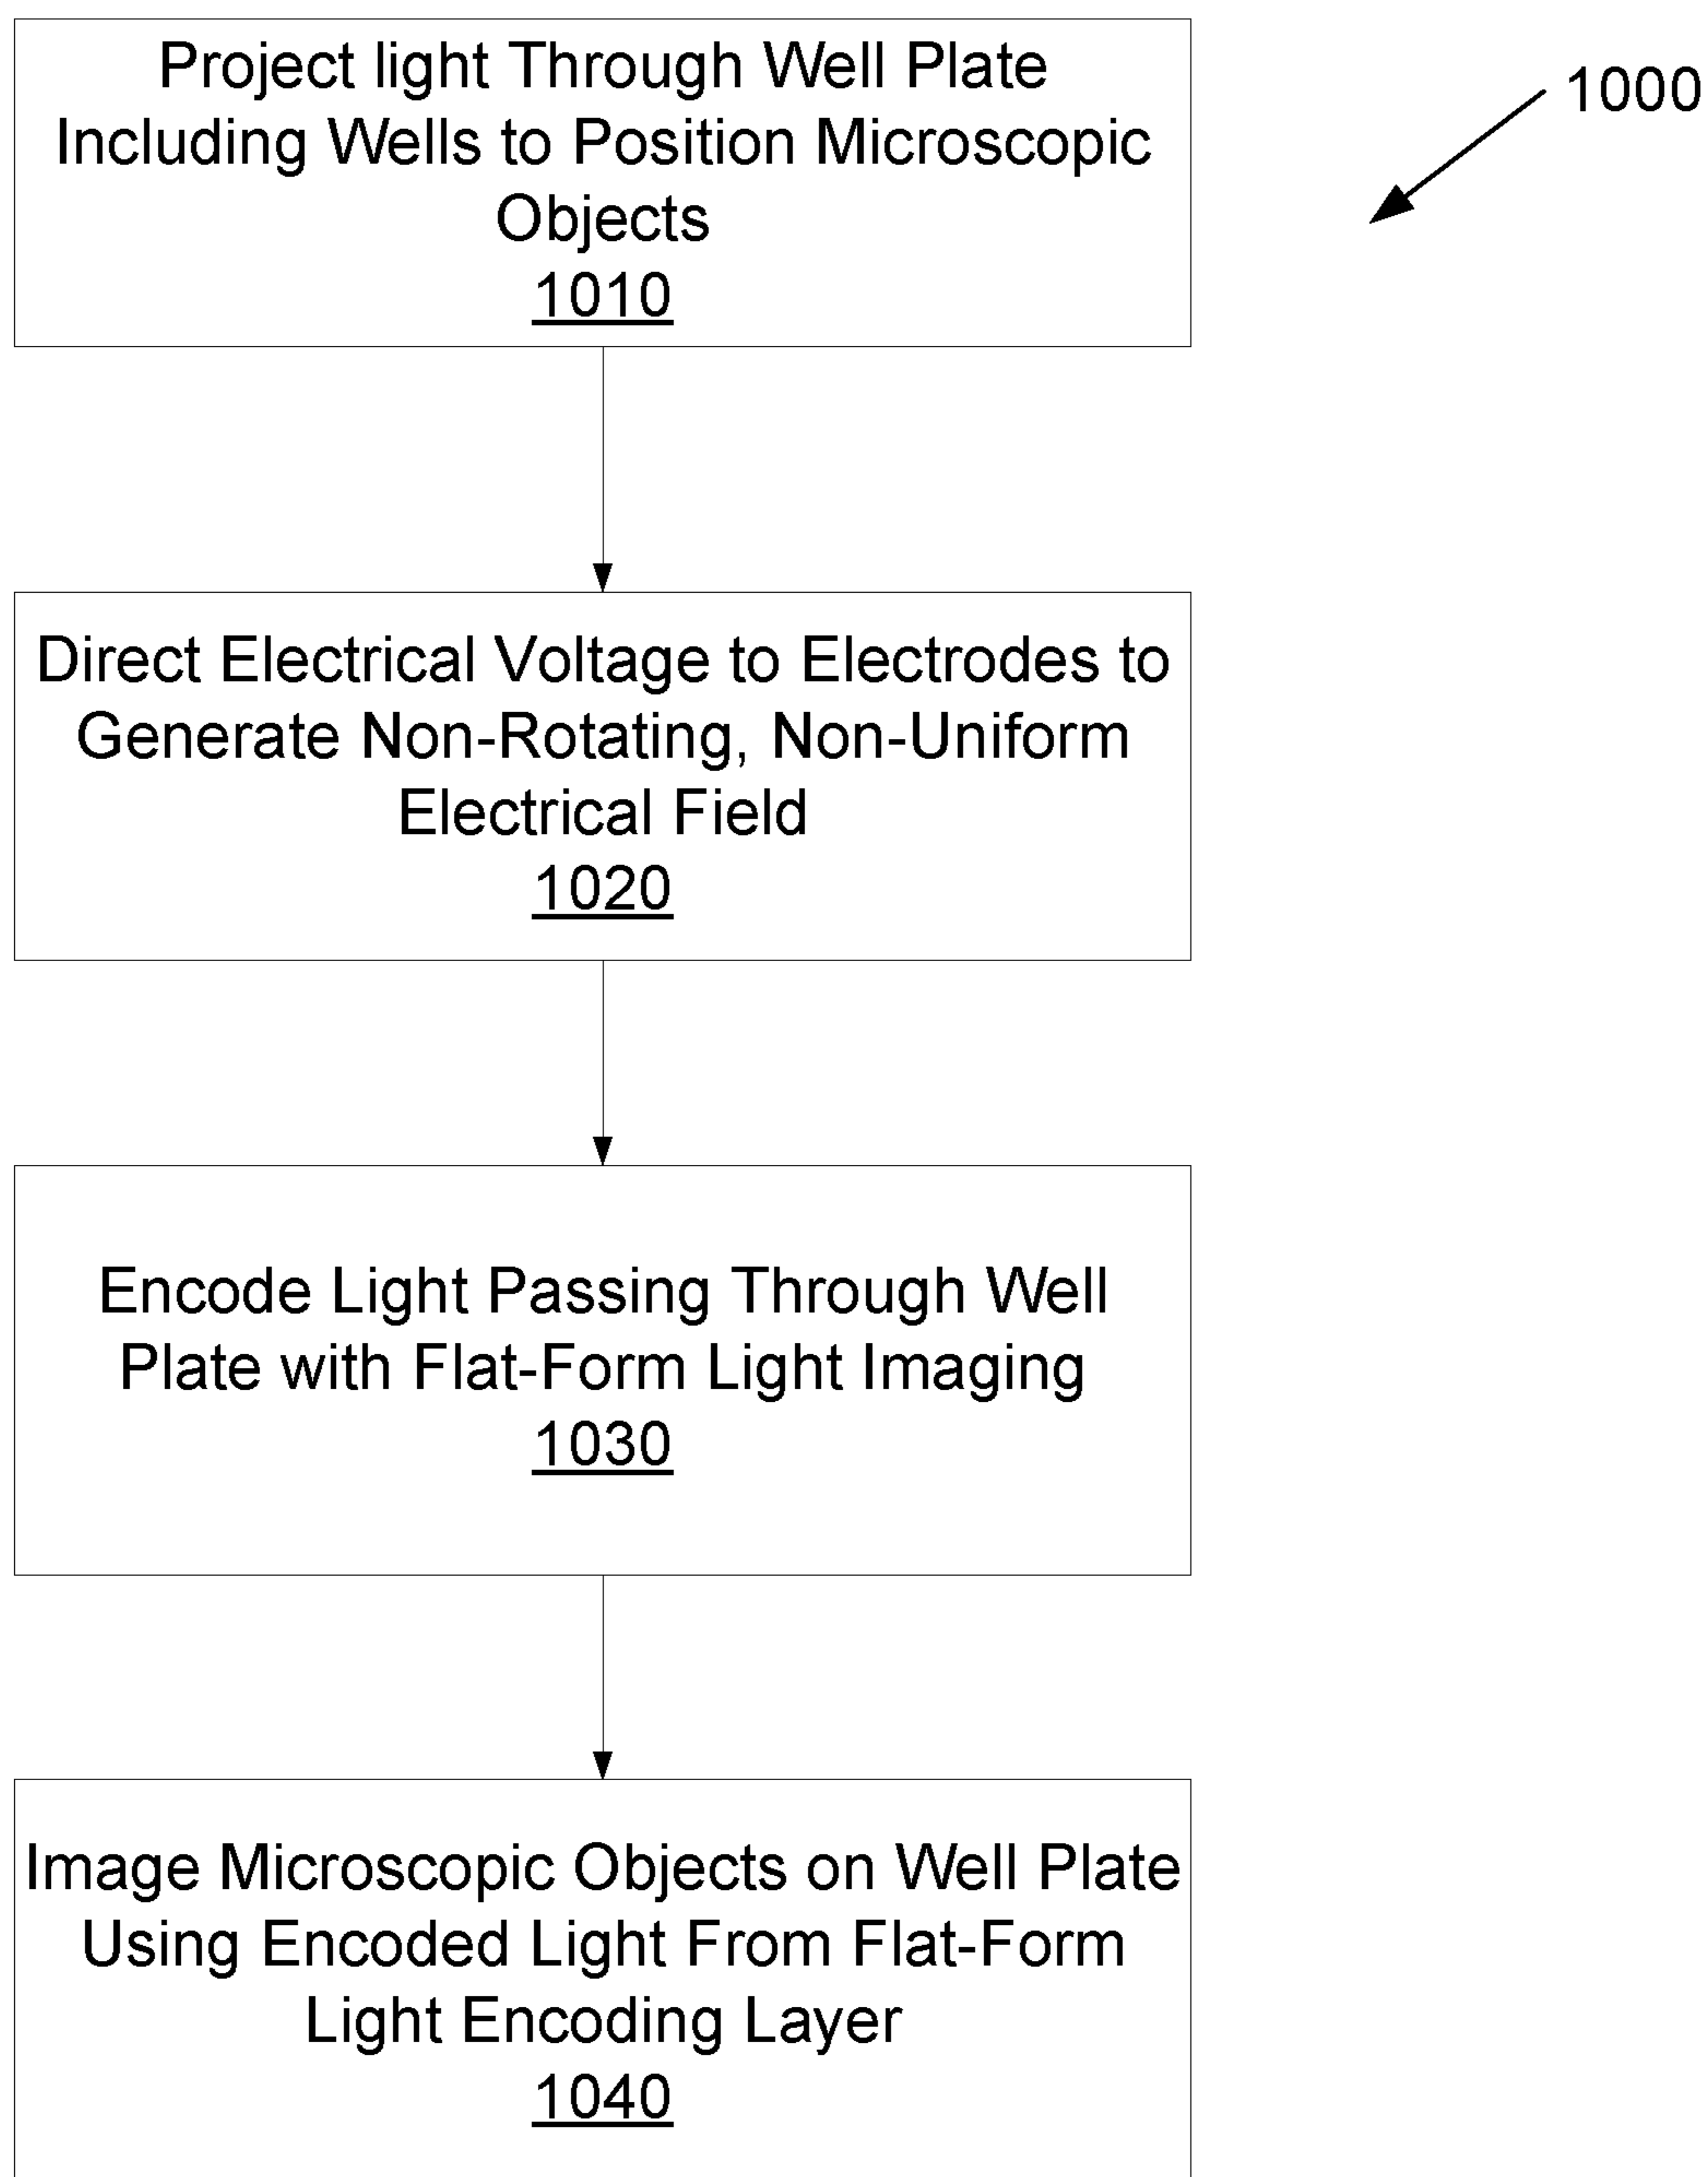 Project light Through Well Plate
Including Wells to Position Microscopic
Objects
1010
1000
Direct Electrical Voltage to Electrodes to
Generate Non-Rotating, Non-Uniform
Electrical Field
1020
Encode Light Passing Through Well
Plate with Flat-Form Light Imaging
1030
Image Microscopic Objects on Well Plate
Using Encoded Light From Flat-Form
Light Encoding Layer
1040